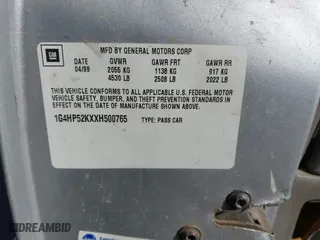 GM
MFD BY GENERAL MOTORS CORP
DATE GVWR GAWR FRT GAWR RR
04/99 2055 KG 1138 KG 917 KG
4530 LB 2508 LB 2022 LB
THIS VEHICLE CONFORMS TO ALL APPLICABLE U.S. FEDERAL MOTOR
VEHICLE SAFETY, BUMPER, AND THEFT PREVENTION STANDARDS IN
EFFECT ON THE DATE OF MANUFACTURE SHOWN ABOVE.
1G4HP52KXXH500765 TYPE: PASS CAR
© DREAMBID